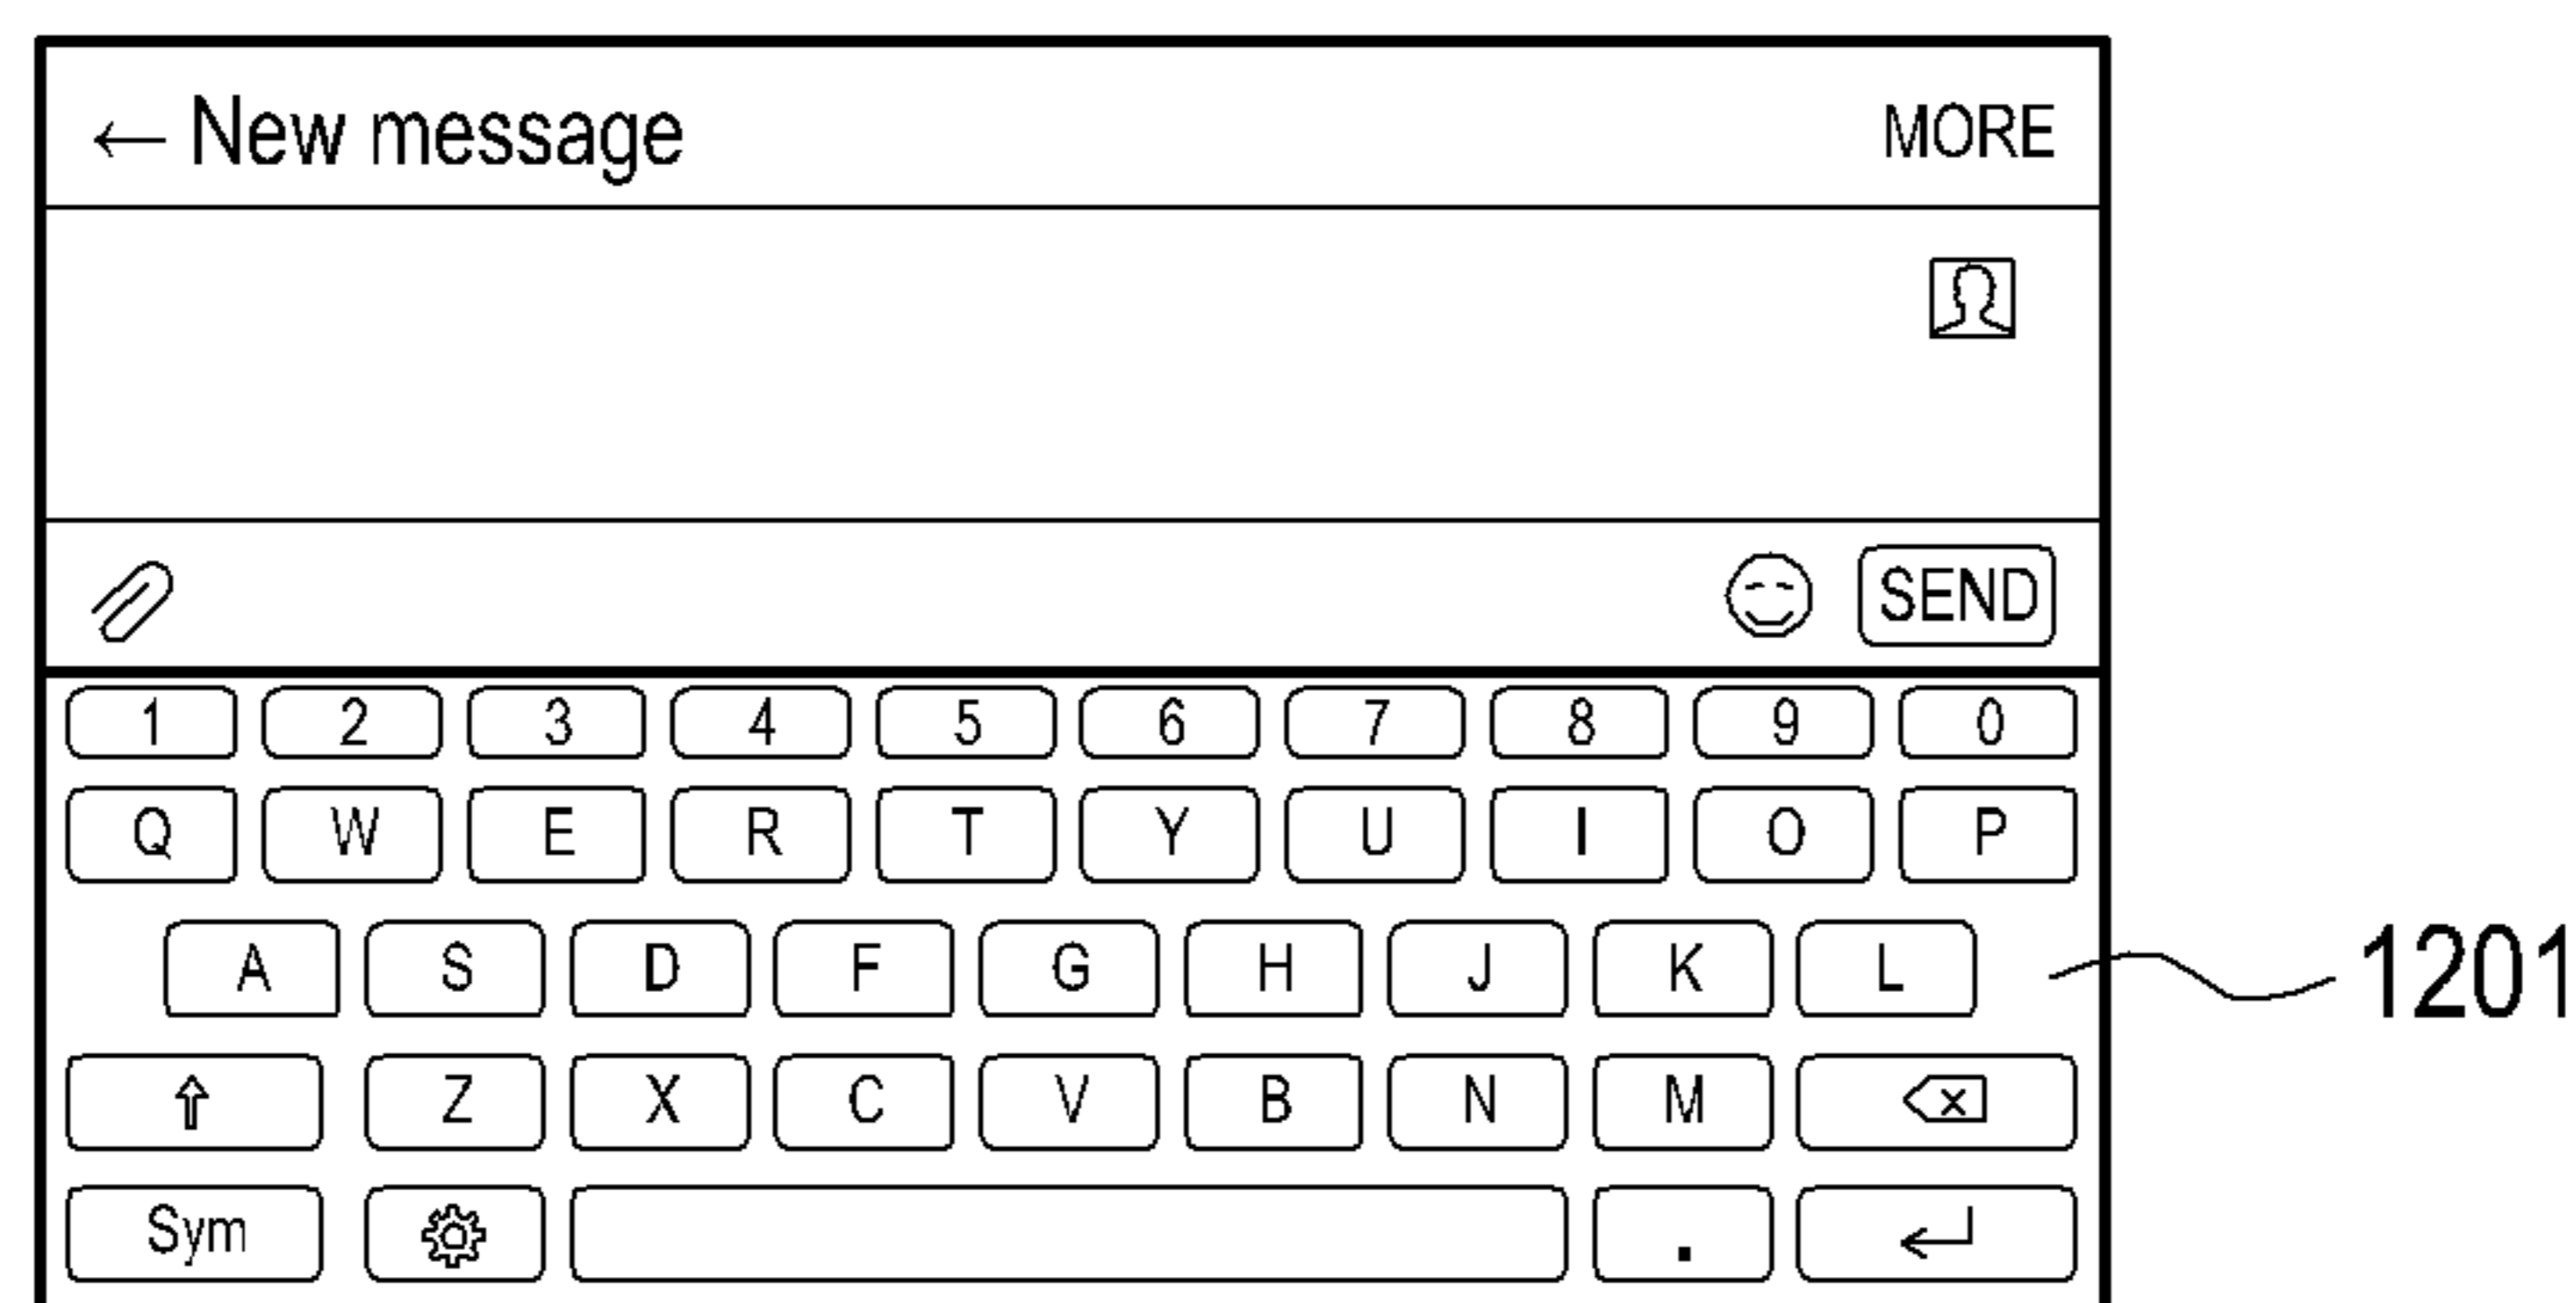 ← New message MORE
SEND
1 2 3 4 5 6 7 8 9 0
Q W E R T Y U I O P
A S D F G H J K L
1201
Z X C V B N M
Sym .